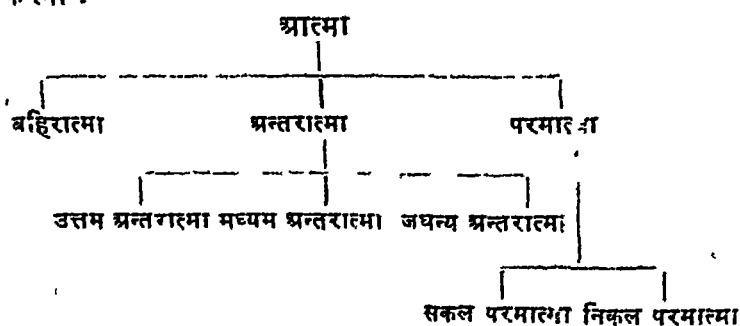 आत्मा
बहिरात्मा अन्तरात्मा परमात्मा
उत्तम अन्तरात्मा मध्यम अन्तरात्मा जघन्य अन्तरात्मा
सकल परमात्मा निकल परमात्मा